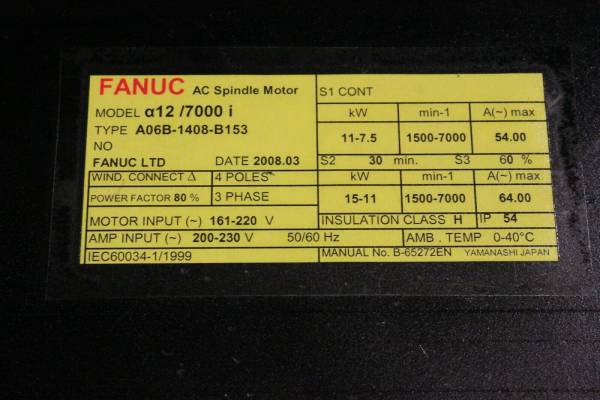 FANUC AC Spindle Motor
MODEL α12 /7000 i
TYPE A06B-1408-B153
NO
FANUC LTD DATE 2008.03
WIND. CONNECT Δ 4 POLES
POWER FACTOR 80 % 3 PHASE
MOTOR INPUT (~) 161-220 V
AMP INPUT (~) 200-230 V 50/60 Hz
IEC60034-1/1999
S1 CONT
kW min-1 A(~) max
11-7.5 1500-7000 54.00
S2 30 min. S3 60 %
kW min-1 A(~) max
15-11 1500-7000 64.00
INSULATION CLASS H IP 54
AMB . TEMP 0-40°C
MANUAL No. B-65272EN YAMANASHI JAPAN